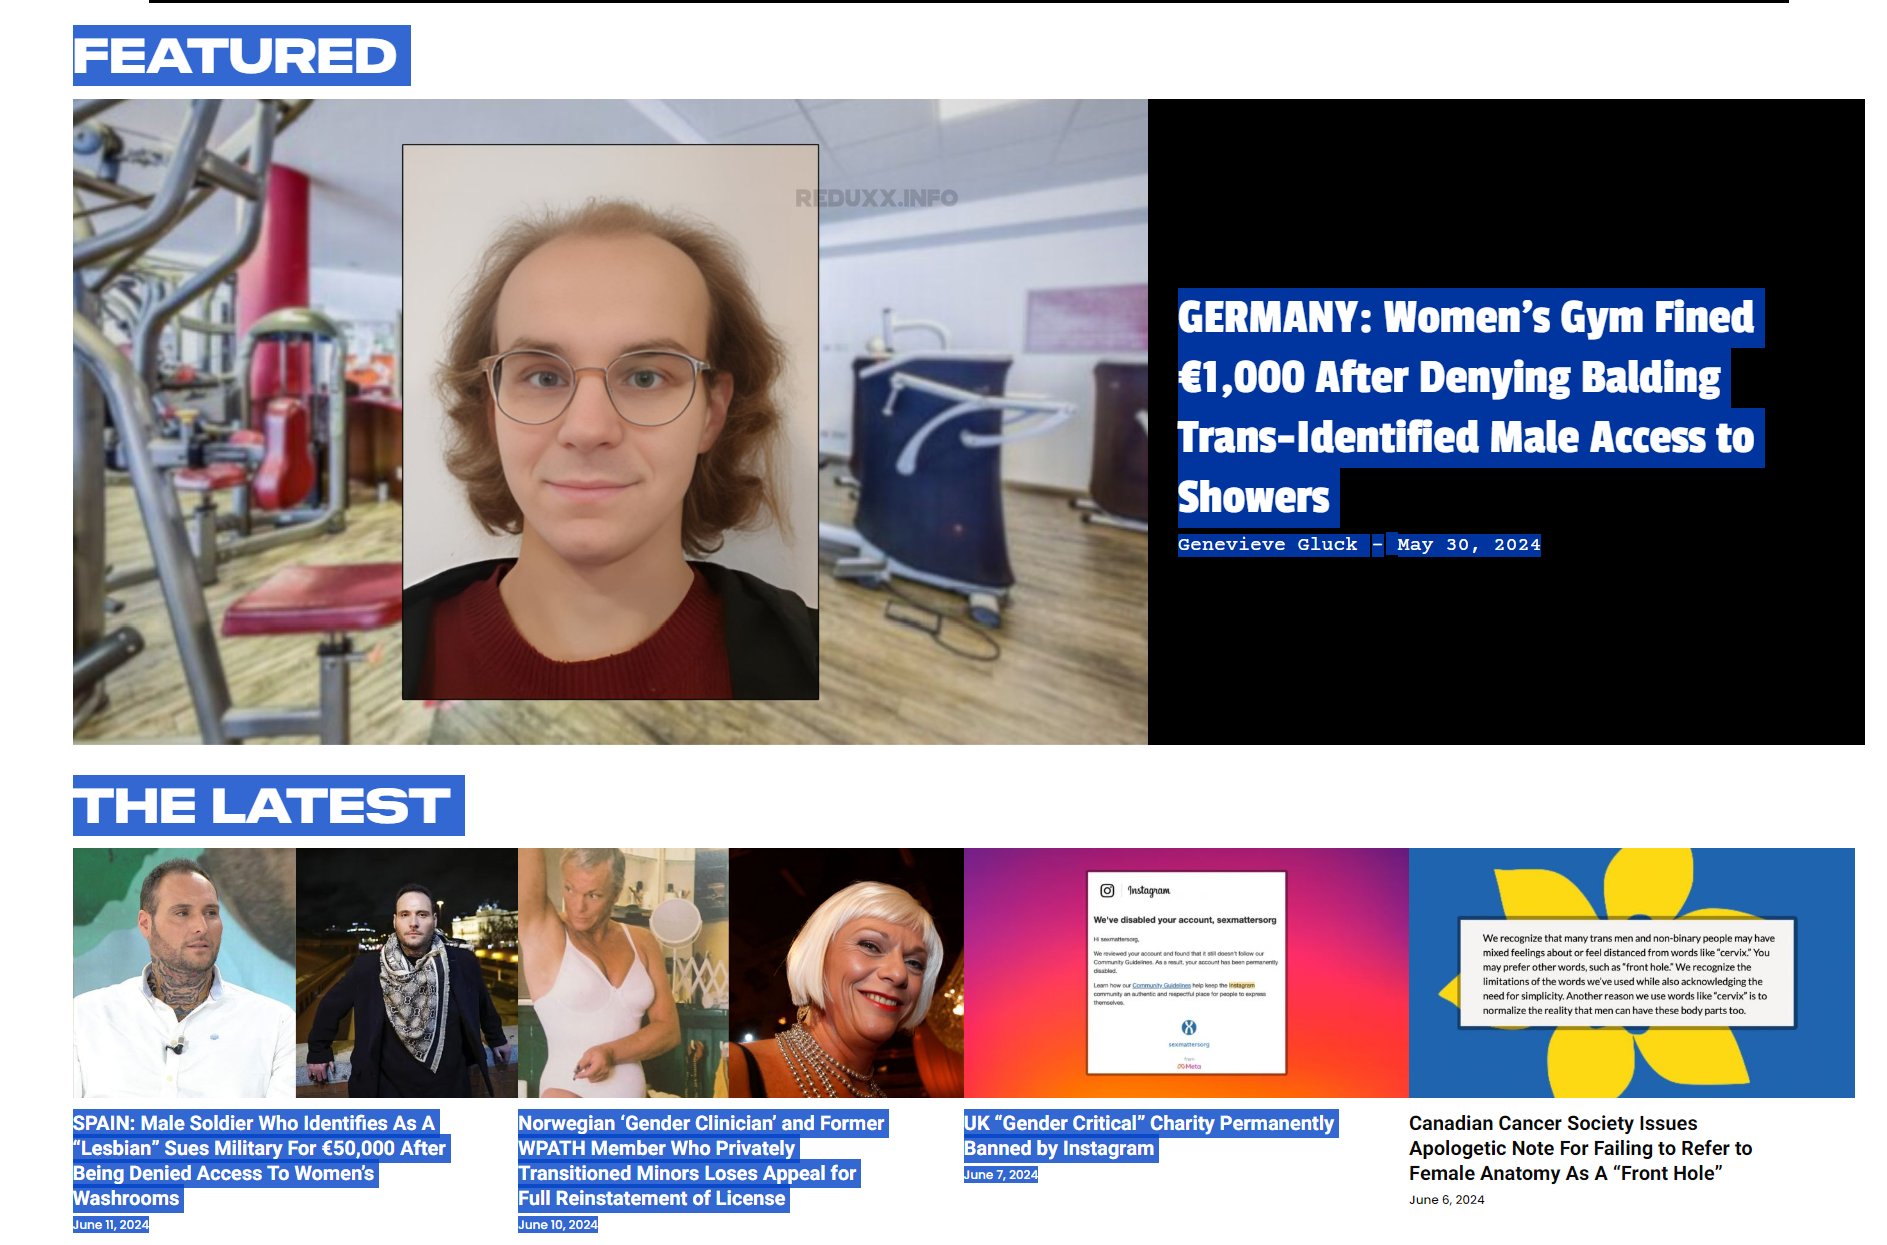 FEATURED
REDUXX.INFO
GERMANY: Women’s Gym Fined
€1,000 After Denying Balding
Trans-Identified Male Access to
Showers
Genevieve Gluck - May 30, 2024
THE LATEST
Instagram
We've disabled your account, sexmattersorg
Hi sexmattersorg,
We reviewed your account and found that it still doesn't follow our
Community Guidelines. As a result, your account has been permanently
disabled.
Learn how our Community Guidelines help keep the Instagram
community an authentic and respectful place for people to express
themselves.
sexmattersorg
from
Meta
We recognize that many trans men and non-binary people may have
mixed feelings about or feel distanced from words like “cervix.” You
may prefer other words, such as “front hole.” We recognize the
limitations of the words we’ve used while also acknowledging the
need for simplicity. Another reason we use words like “cervix” is to
normalize the reality that men can have these body parts too.
SPAIN: Male Soldier Who Identifies As A
“Lesbian” Sues Military For €50,000 After
Being Denied Access To Women’s
Washrooms
June 11, 2024
Norwegian ‘Gender Clinician’ and Former
WPATH Member Who Privately
Transitioned Minors Loses Appeal for
Full Reinstatement of License
June 10, 2024
UK “Gender Critical” Charity Permanently
Banned by Instagram
June 7, 2024
Canadian Cancer Society Issues
Apologetic Note For Failing to Refer to
Female Anatomy As A “Front Hole”
June 6, 2024